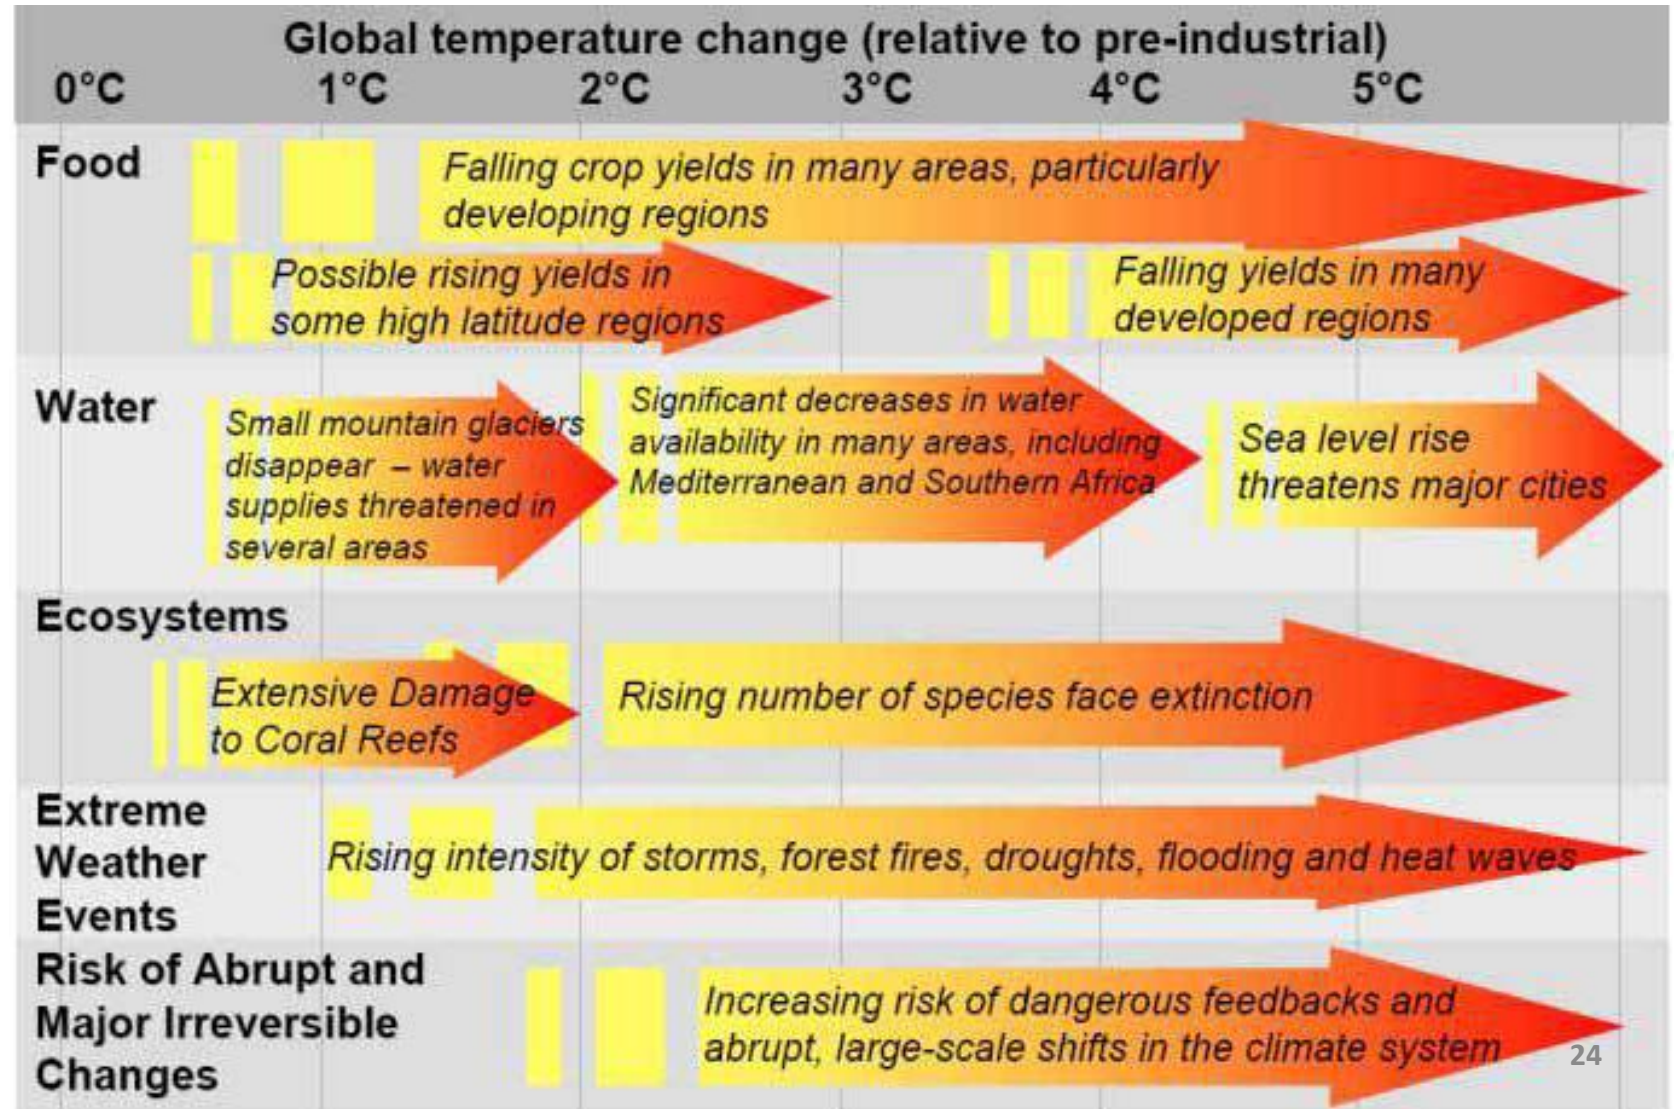 Global temperature change (relative to pre-industrial)
0°C 1°C 2°C 3°C 4°C 5°C
Food
Falling crop yields in many areas, particularly
developing regions
Possible rising yields in
some high latitude regions
Falling yields in many
developed regions
Water
Small mountain glaciers
disappear – water
supplies threatened in
several areas
Significant decreases in water
availability in many areas, including
Mediterranean and Southern Africa
Sea level rise
threatens major cities
Ecosystems
Extensive Damage
to Coral Reefs
Rising number of species face extinction
Extreme
Weather
Events
Rising intensity of storms, forest fires, droughts, flooding and heat waves
Risk of Abrupt and
Major Irreversible
Changes
Increasing risk of dangerous feedbacks and
abrupt, large-scale shifts in the climate system
24